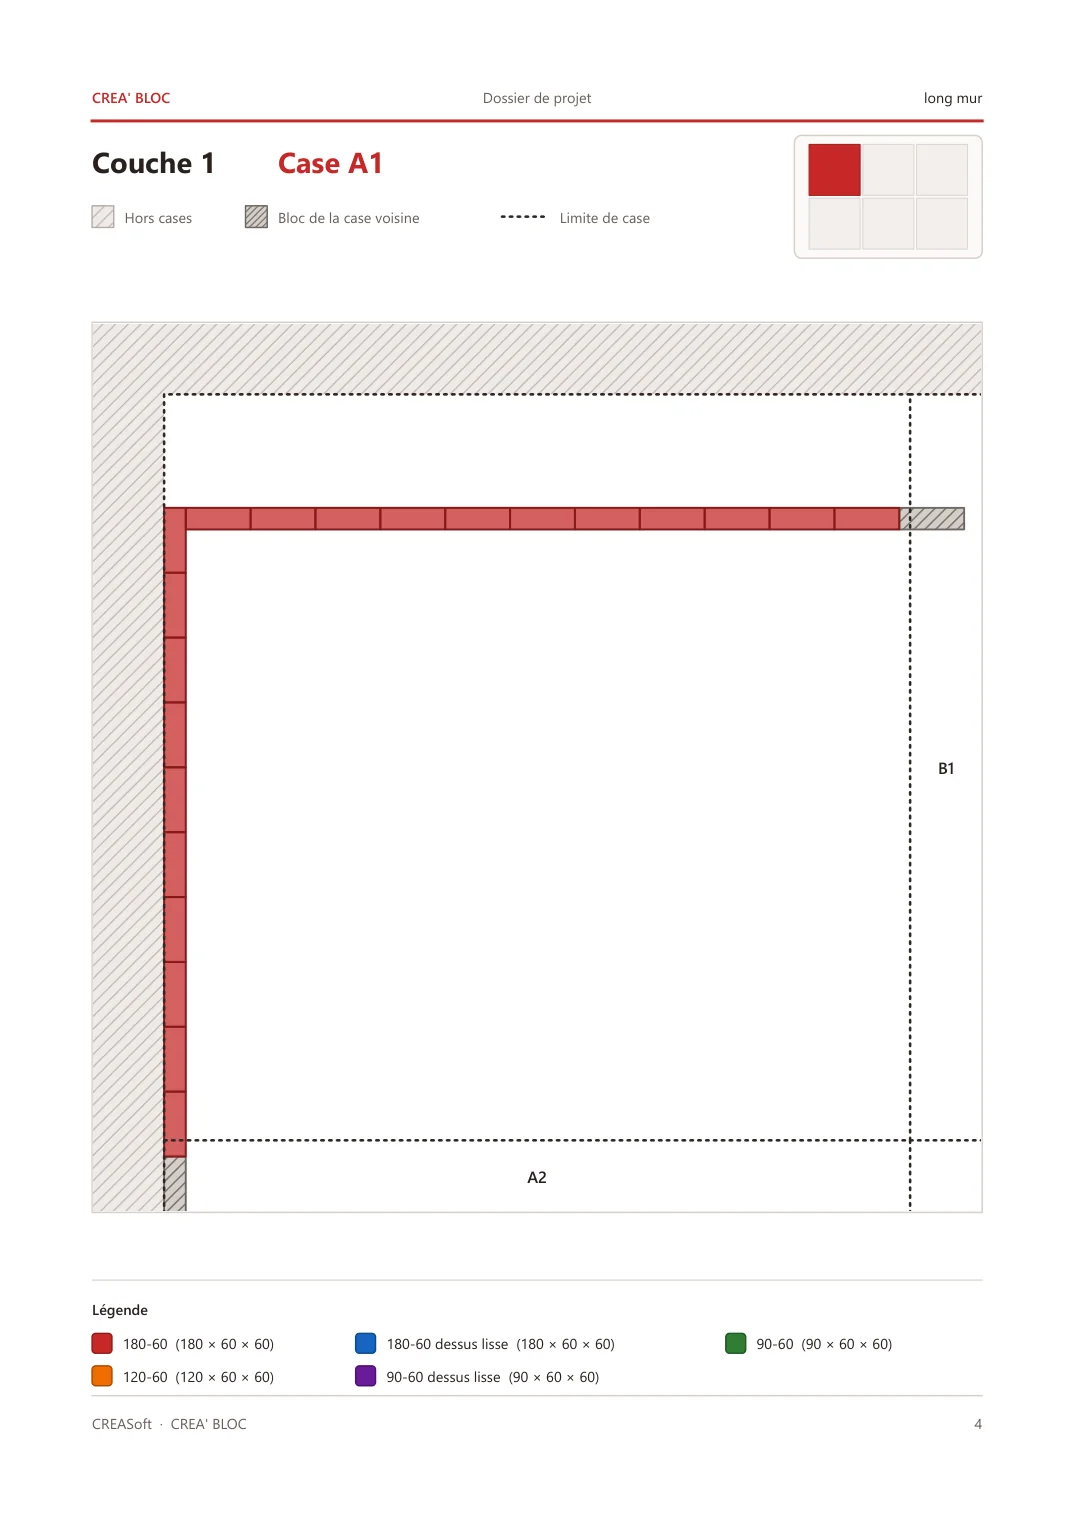 CREA' BLOC Dossier de projet long mur
Couche 1 Case A1
Hors cases Bloc de la case voisine Limite de case
B1
A2
Légende
180-60 (180 × 60 × 60) 180-60 dessus lisse (180 × 60 × 60) 90-60 (90 × 60 × 60)
120-60 (120 × 60 × 60) 90-60 dessus lisse (90 × 60 × 60)
CREASoft · CREA' BLOC 4